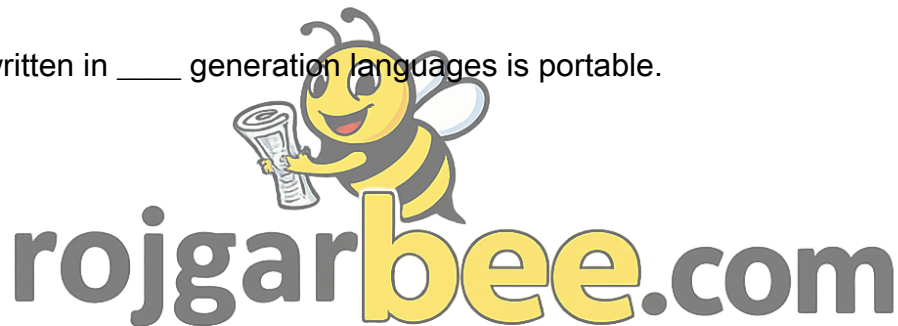 ritten in ____ generation languages is portable.
rojgarbee.com